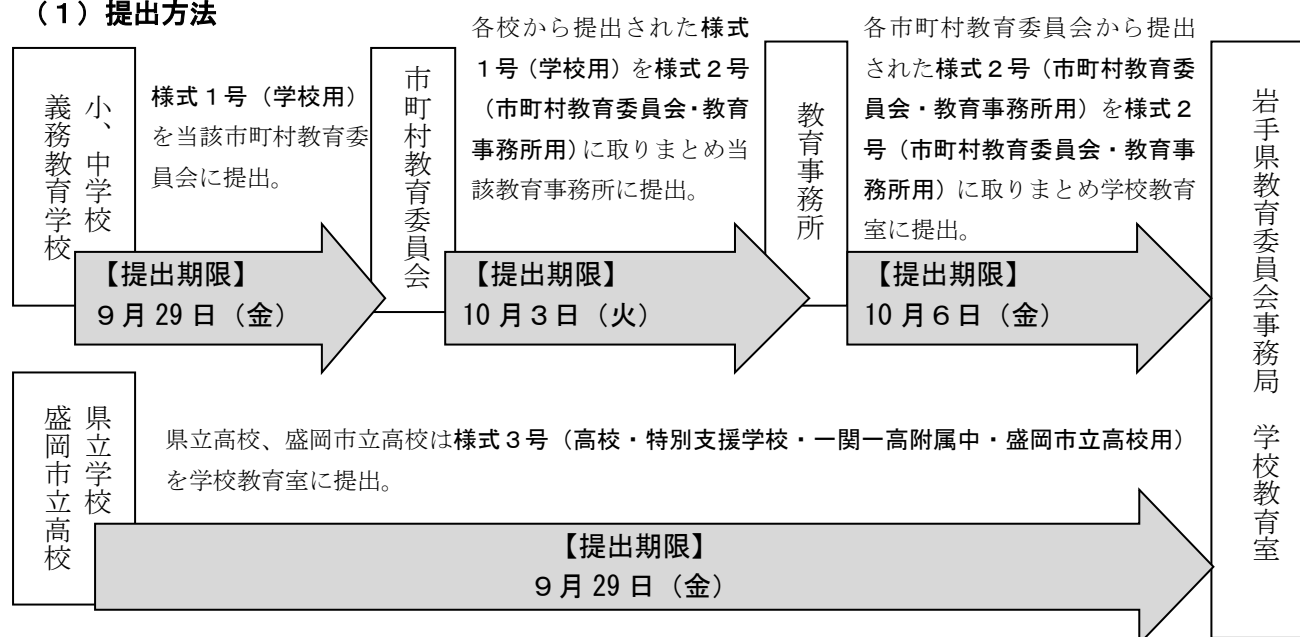 （１）提出方法
小、中学校
義務教育学校
様式１号（学校用）
を当該市町村教育委
員会に提出。
【提出期限】
９月 29 日（金）
市町村教育委員会
各校から提出された様式
１号（学校用）を様式２号
（市町村教育委員会・教育
事務所用）に取りまとめ当
該教育事務所に提出。
【提出期限】
10 月３日（火）
教育事務所
各市町村教育委員会から提出
された様式２号（市町村教育委
員会・教育事務所用）を様式２
号（市町村教育委員会・教育事
務所用）に取りまとめ学校教育
室に提出。
【提出期限】
10 月６日（金）
岩手県教育委員会事務局　学校教育室
県立学校
盛岡市立高校
県立高校、盛岡市立高校は様式３号（高校・特別支援学校・一関一高附属中・盛岡市立高校用）
を学校教育室に提出。
【提出期限】
９月 29 日（金）